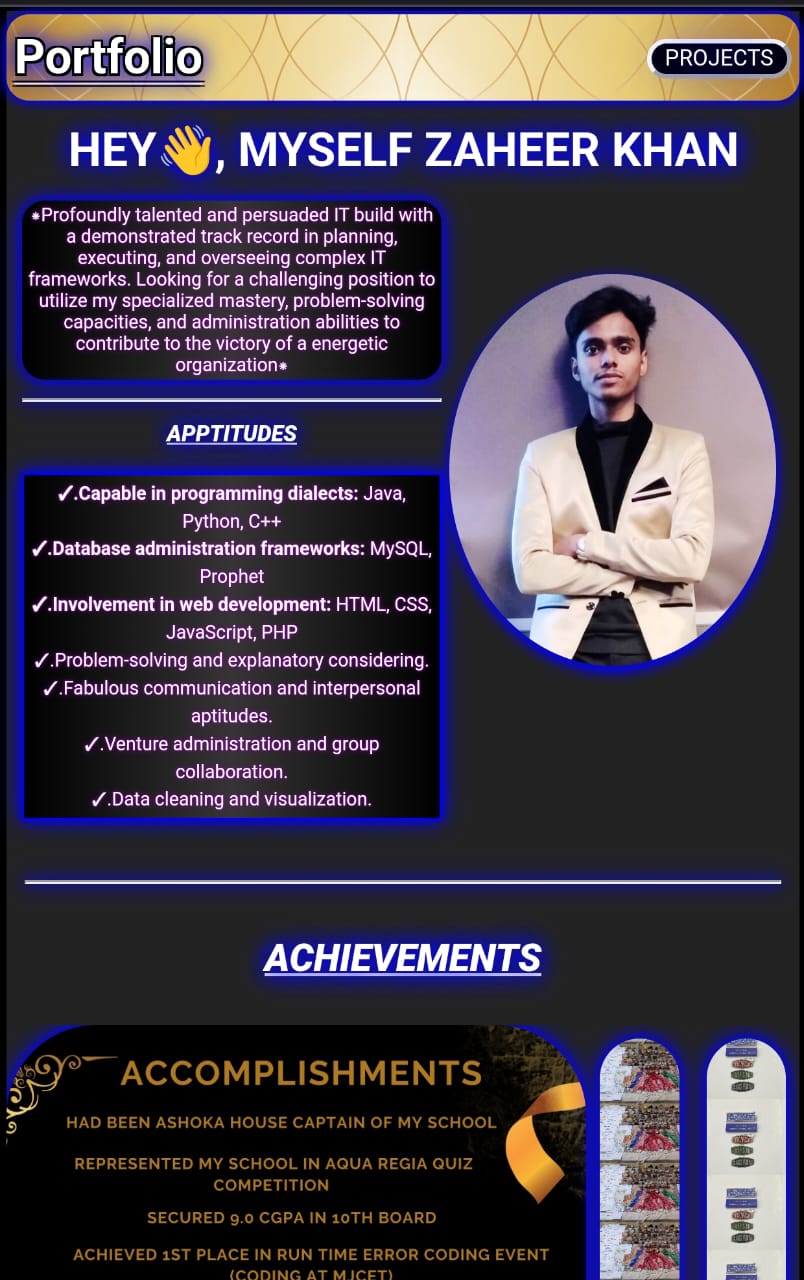 Portfolio
PROJECTS
HEY👋, MYSELF ZAHEER KHAN
⁕Profoundly talented and persuaded IT build with
a demonstrated track record in planning,
executing, and overseeing complex IT
frameworks. Looking for a challenging position to
utilize my specialized mastery, problem-solving
capacities, and administration abilities to
contribute to the victory of a energetic
organization⁕
APPTITUDES
✓.Capable in programming dialects: Java,
Python, C++
✓.Database administration frameworks: MySQL,
Prophet
✓.Involvement in web development: HTML, CSS,
JavaScript, PHP
✓.Problem-solving and explanatory considering.
✓.Fabulous communication and interpersonal
aptitudes.
✓.Venture administration and group
collaboration.
✓.Data cleaning and visualization.
ACHIEVEMENTS
ACCOMPLISHMENTS
HAD BEEN ASHOKA HOUSE CAPTAIN OF MY SCHOOL
REPRESENTED MY SCHOOL IN AQUA REGIA QUIZ
COMPETITION
SECURED 9.0 CGPA IN 10TH BOARD
ACHIEVED 1ST PLACE IN RUN TIME ERROR CODING EVENT
(CODING AT MJCET)